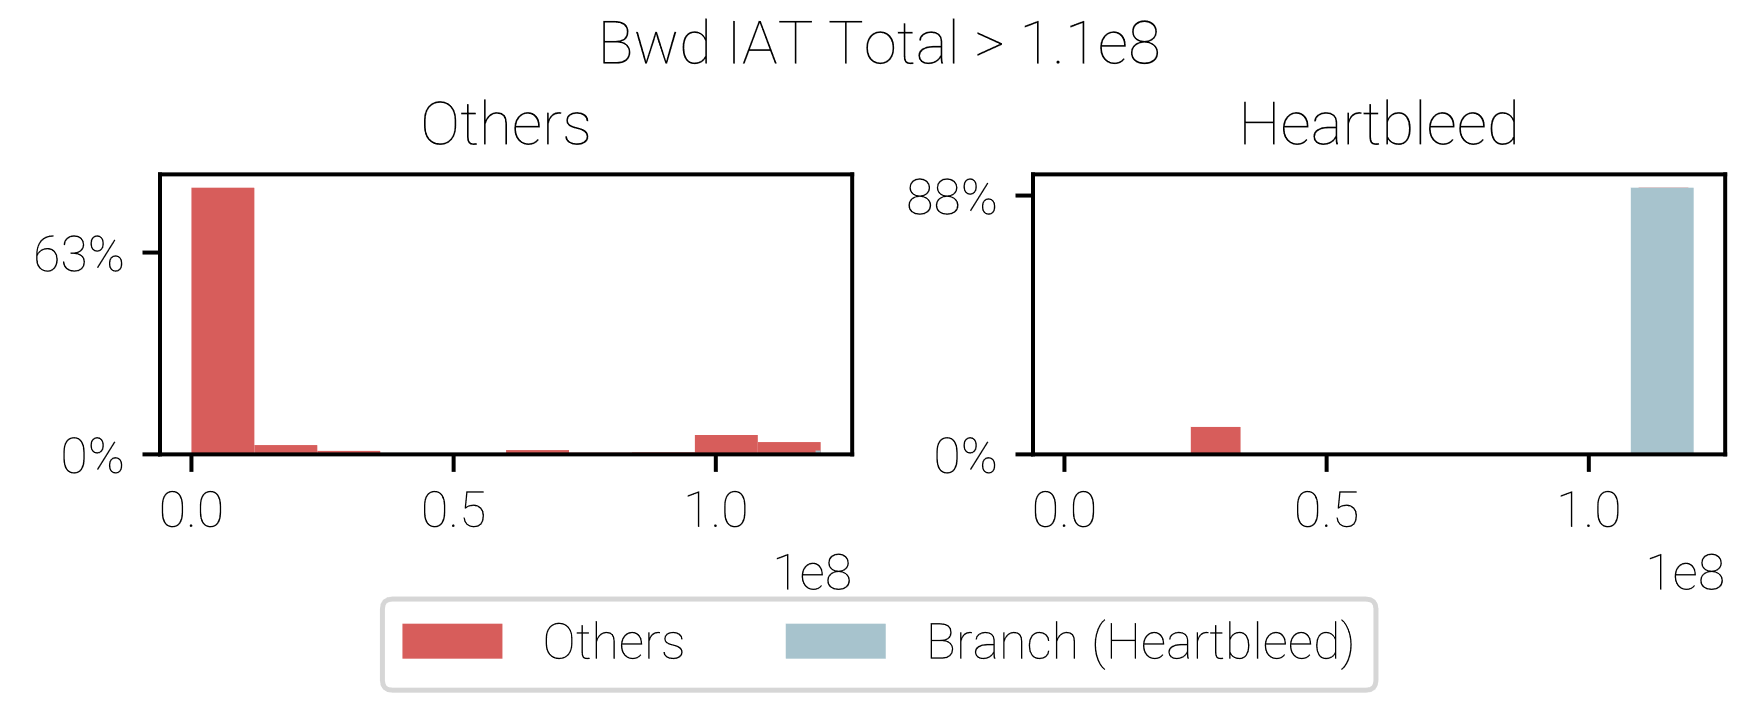 Bwd IAT Total > 1.1e8
Others
Heartbleed
63%
0%
0.0 0.5 1.0
1e8
88%
0%
0.0 0.5 1.0
1e8
Others
Branch (Heartbleed)